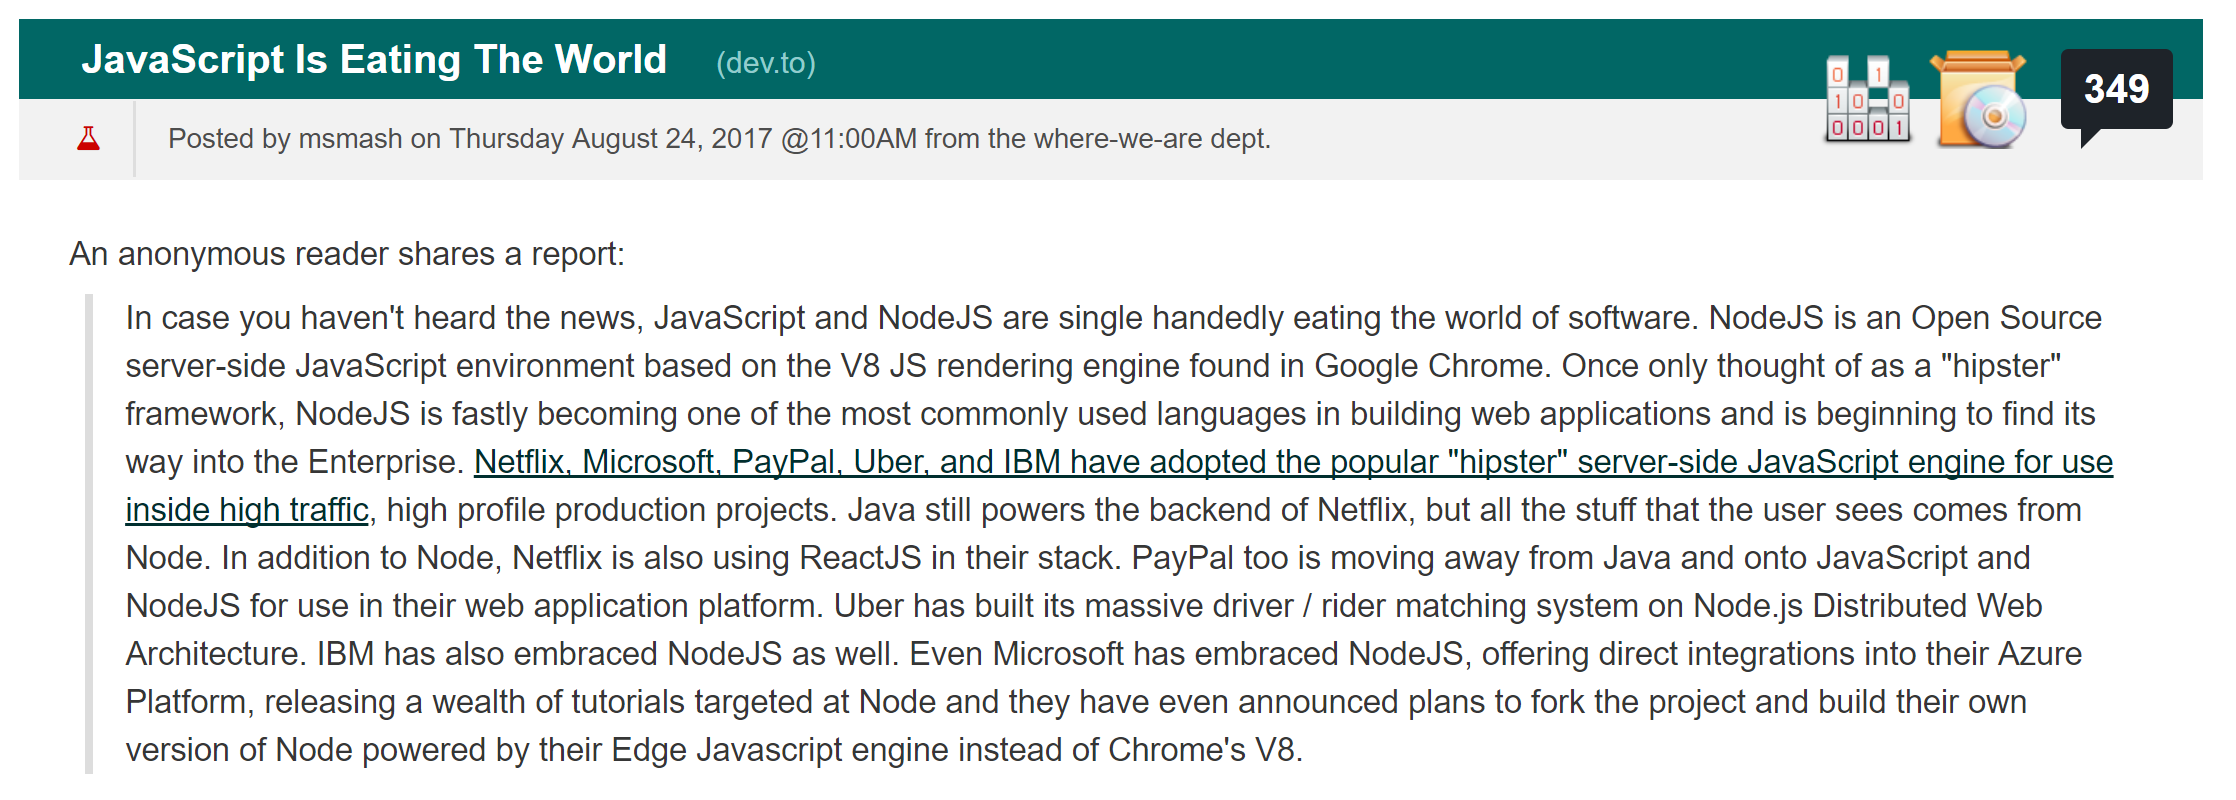 JavaScript Is Eating The World (dev.to)
349
Posted by msmash on Thursday August 24, 2017 @11:00AM from the where-we-are dept.
0 1
1 0 0
0 0 0 1
An anonymous reader shares a report:
In case you haven't heard the news, JavaScript and NodeJS are single handedly eating the world of software. NodeJS is an Open Source
server-side JavaScript environment based on the V8 JS rendering engine found in Google Chrome. Once only thought of as a "hipster"
framework, NodeJS is fastly becoming one of the most commonly used languages in building web applications and is beginning to find its
way into the Enterprise. Netflix, Microsoft, PayPal, Uber, and IBM have adopted the popular "hipster" server-side JavaScript engine for use
inside high traffic, high profile production projects. Java still powers the backend of Netflix, but all the stuff that the user sees comes from
Node. In addition to Node, Netflix is also using ReactJS in their stack. PayPal too is moving away from Java and onto JavaScript and
NodeJS for use in their web application platform. Uber has built its massive driver / rider matching system on Node.js Distributed Web
Architecture. IBM has also embraced NodeJS as well. Even Microsoft has embraced NodeJS, offering direct integrations into their Azure
Platform, releasing a wealth of tutorials targeted at Node and they have even announced plans to fork the project and build their own
version of Node powered by their Edge Javascript engine instead of Chrome's V8.